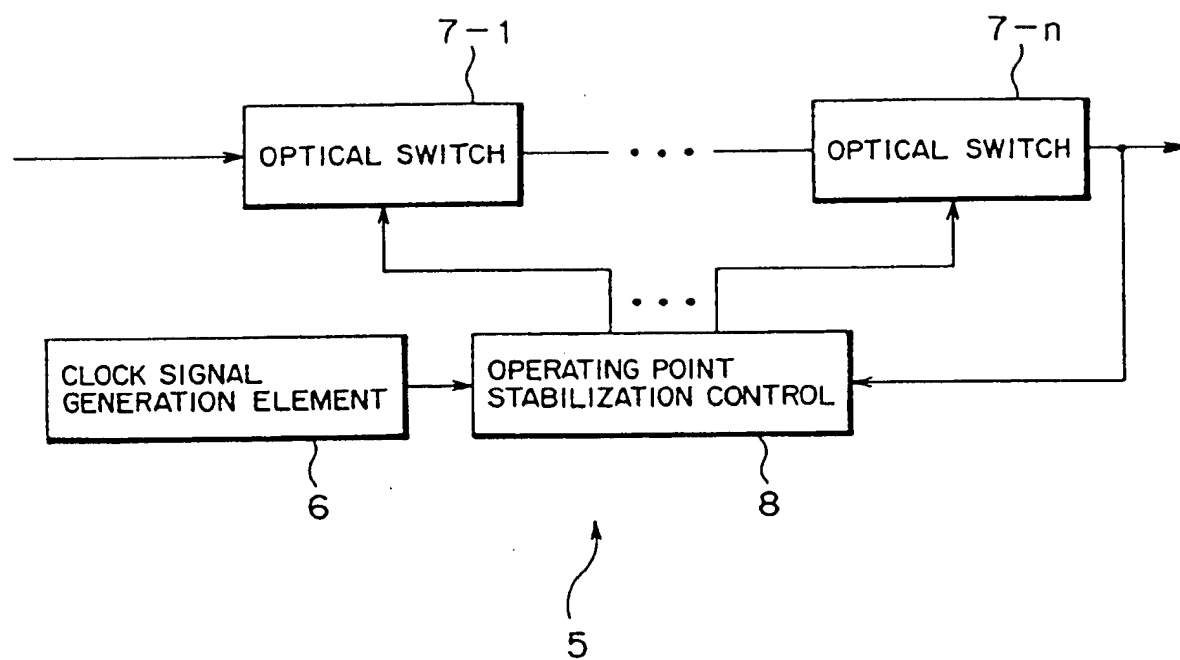 7-1
7-n
OPTICAL SWITCH
OPTICAL SWITCH
CLOCK SIGNAL
GENERATION ELEMENT
OPERATING POINT
STABILIZATION CONTROL
6
8
5